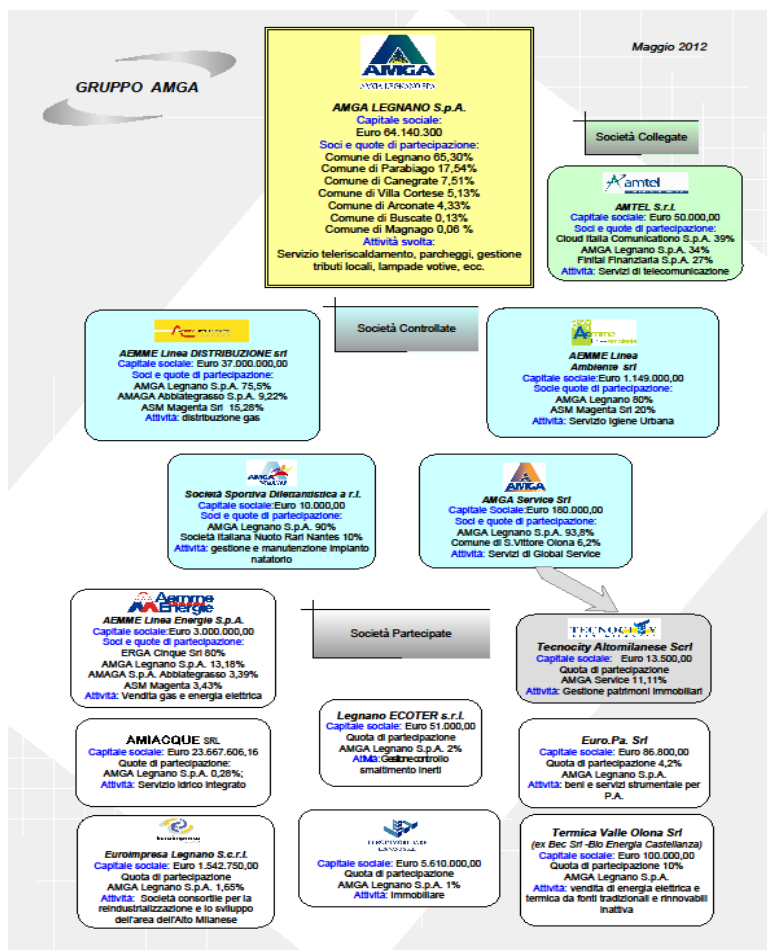 Maggio 2012
GRUPPO AMGA
AMGA
AMGA LEGNANO SPA
AMGA LEGNANO S.p.A.
Capitale sociale:
Euro 64.140.300
Soci e quote di partecipazione:
Comune di Legnano 65,30%
Comune di Parabiago 17,54%
Comune di Canegrate 7,51%
Comune di Villa Cortese 5,13%
Comune di Arconate 4,33%
Comune di Buscate 0,13%
Comune di Magnago 0,06 %
Attività svolta:
Servizio teleriscaldamento, parcheggi, gestione
tributi locali, lampade votive, ecc.
Società Collegate
amtel
AMTEL S.r.l.
Capitale sociale: Euro 50.000,00
Soci e quote di partecipazione:
Cloud Italia Comunicationo S.p.A. 39%
AMGA Legnano S.p.A. 34%
Finital Finanziaria S.p.A. 27%
Attività: Servizi di telecomunicazione
Società Controllate
AEMME Linea DISTRIBUZIONE srl
Capitale sociale: Euro 37.000.000,00
Soci e quote di partecipazione:
AMGA Legnano S.p.A. 75,5%
AMAGA Abbiategrasso S.p.A. 9,22%
ASM Magenta Srl 15,28%
Attività: distribuzione gas
Aemme
AEMME Linea
Ambiente srl
Capitale sociale:Euro 1.149.000,00
Socie quote di partecipazione:
AMGA Legnano 80%
ASM Magenta Srl 20%
Attività: Servizio Igiene Urbana
AMGA
Società Sportiva Dilettantistica a r.l.
Capitale sociale:Euro 10.000,00
Soci e quote di partecipazione:
AMGA Legnano S.p.A. 90%
Società Italiana Nuoto Rari Nantes 10%
Attività: gestione e manutenzione impianto
natatorio
AMGA
AMGA Service Srl
Capitale sociale:Euro 180.000,00
Soci e quote di partecipazione:
AMGA Legnano S.p.A. 93,8%
Comune di S.Vittore Olona 6,2%
Attività: Servizi di Global Service
Aemme
Energie
AEMME Linea Energie S.p.A.
Capitale sociale:Euro 3.000.000,00
Soci e quote di partecipazione:
ERGA Cinque Srl 80%
AMGA Legnano S.p.A. 13,18%
AMAGA S.p.A. Abbiategrasso 3,39%
ASM Magenta 3,43%
Attività: Vendita gas e energia elettrica
Società Partecipate
TECNOCITY
Tecnocity Altomilanese Scrl
Capitale sociale: Euro 13.500,00
Quota di partecipazione
AMGA Service 11,11%
Attività: Gestione patrimoni immobiliari
AMIACQUE SRL
Capitale sociale: Euro 23.667.606,16
Quote di partecipazione:
AMGA Legnano S.p.A. 0,28%;
Attività: Servizio idrico integrato
Legnano ECOTER s.r.l.
Capitale sociale: Euro 51.000,00
Quota di partecipazione
AMGA Legnano S.p.A. 2%
Attività: Gestione controllo
smaltimento inerti
Euro.Pa. Srl
Capitale sociale: Euro 86.800,00
Quota di partecipazione 4,2%
AMGA Legnano S.p.A.
Attività: beni e servizi strumentale per
P.A.
Euroimpresa
Euroimpresa Legnano S.c.r.l.
Capitale sociale: Euro 1.542.750,00
Quota di partecipazione
AMGA Legnano S.p.A. 1,65%
Attività: Società consortile per la
reindustrializzazione e lo sviluppo
dell'area dell'Alto Milanese
Capitale sociale: Euro 5.610.000,00
Quota di partecipazione
AMGA Legnano S.p.A. 1%
Attività: Immobiliare
Termica Valle Olona Srl
(ex Bec Srl -Bio Energia Castellanza)
Capitale sociale: Euro 100.000,00
Quota di partecipazione 10%
AMGA Legnano S.p.A.
Attività: vendita di energia elettrica e
termica da fonti tradizionali e rinnovabili
inattiva